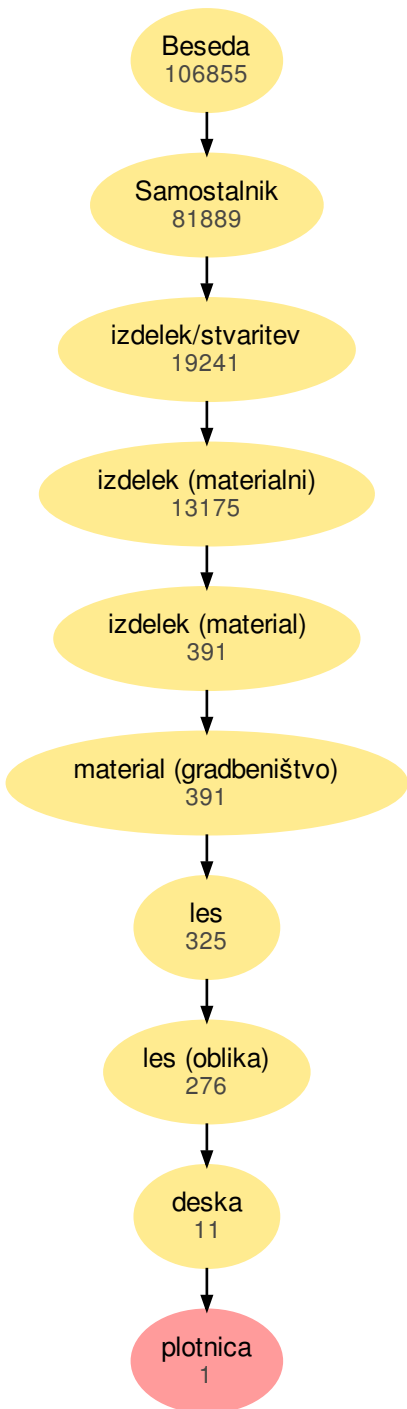 Beseda
106855
Samostalnik
81889
izdelek/stvaritev
19241
izdelek (materialni)
13175
izdelek (material)
391
material (gradbeništvo)
391
les
325
les (oblika)
276
deska
11
plotnica
1